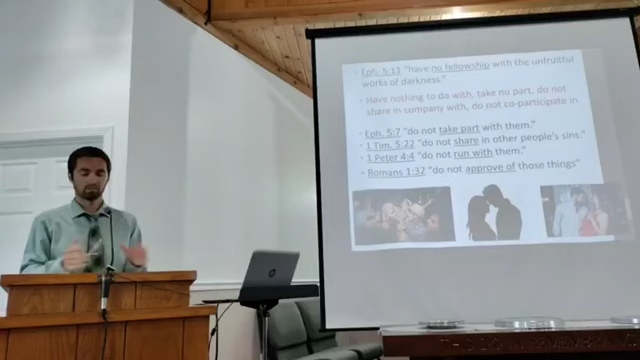 • Eph. 5:11 "have no fellowship with the unfruitful
works of darkness."
• Have nothing to do with, take no part, do not
share in company with, do not co-participate in.
• Eph. 5:7 "do not take part with them."
• 1 Tim. 5:22 "do not share in other people's sins."
• 1 Peter 4:4 "do not run with them."
• Romans 1:32 "do not approve of those things"
hp